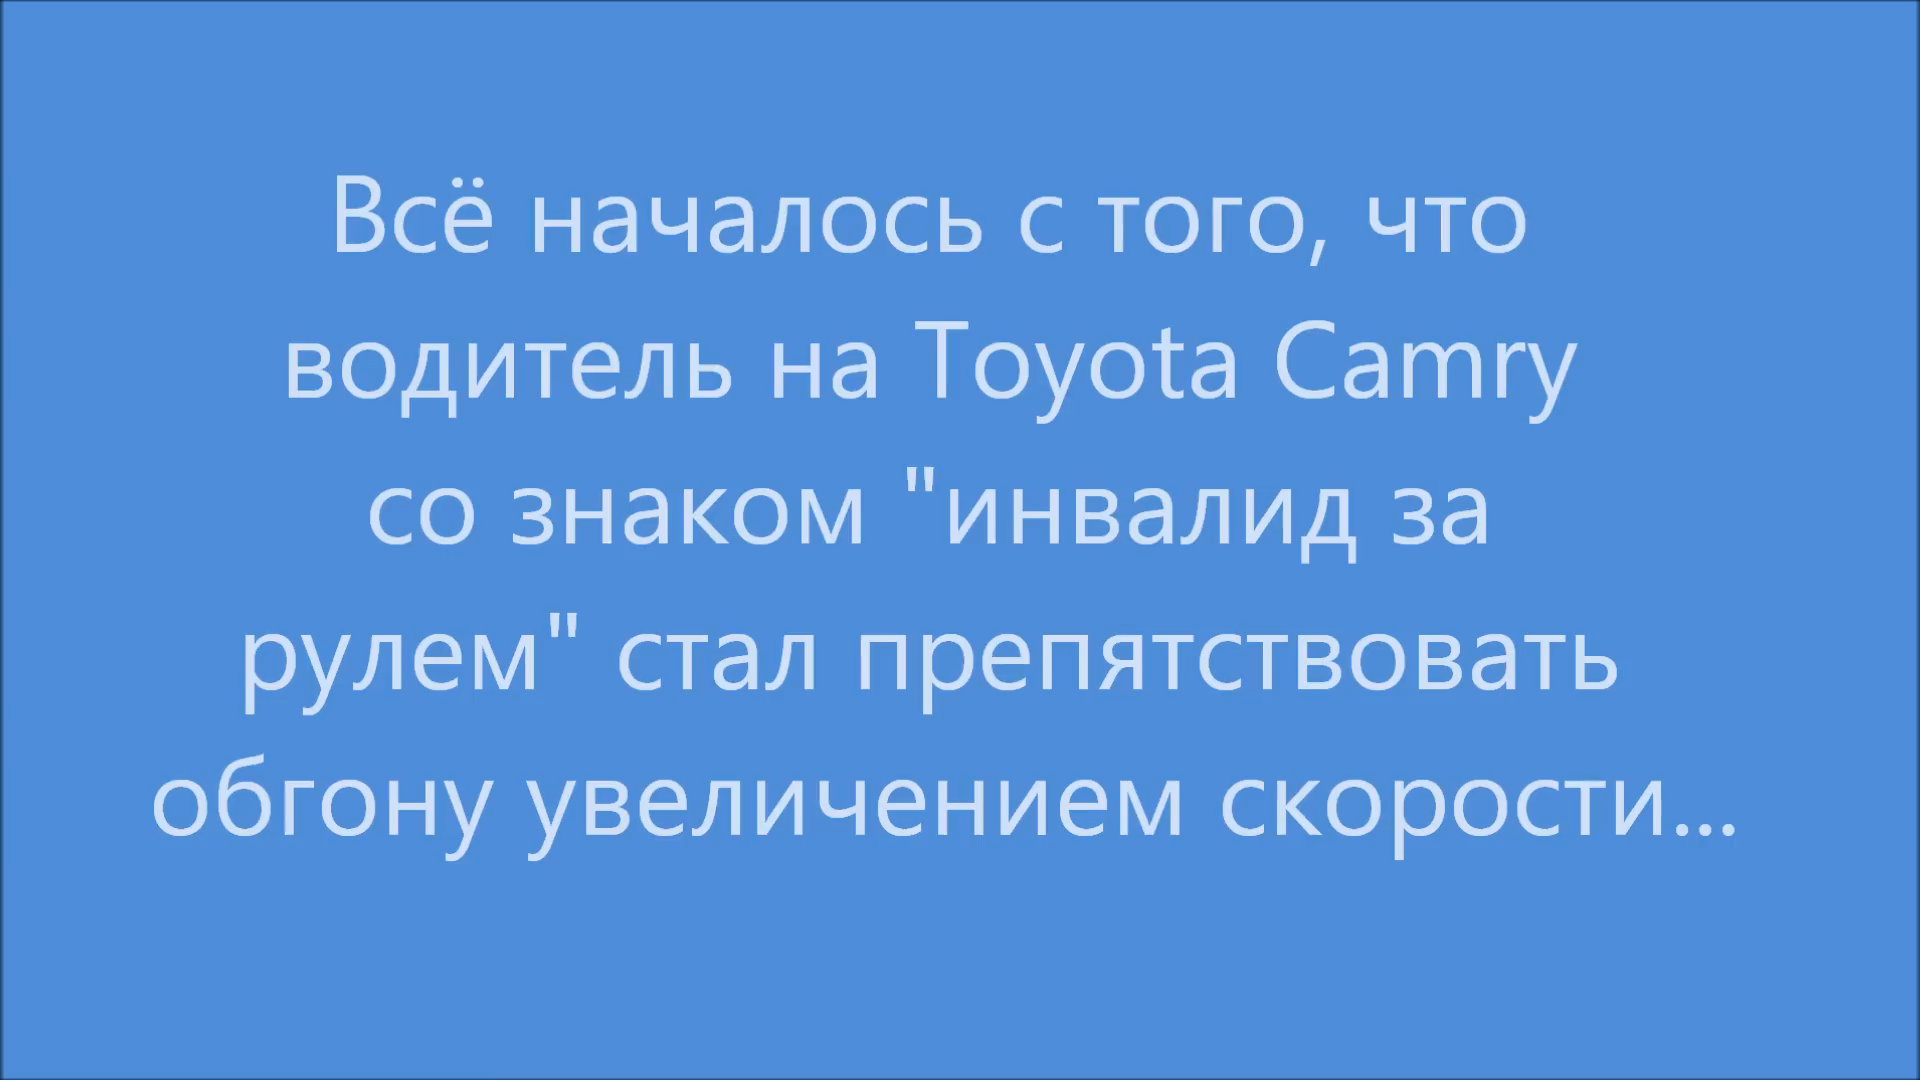 Всё началось с того, что
водитель на Toyota Camry
со знаком "инвалид за
рулем" стал препятствовать
обгону увеличением скорости...